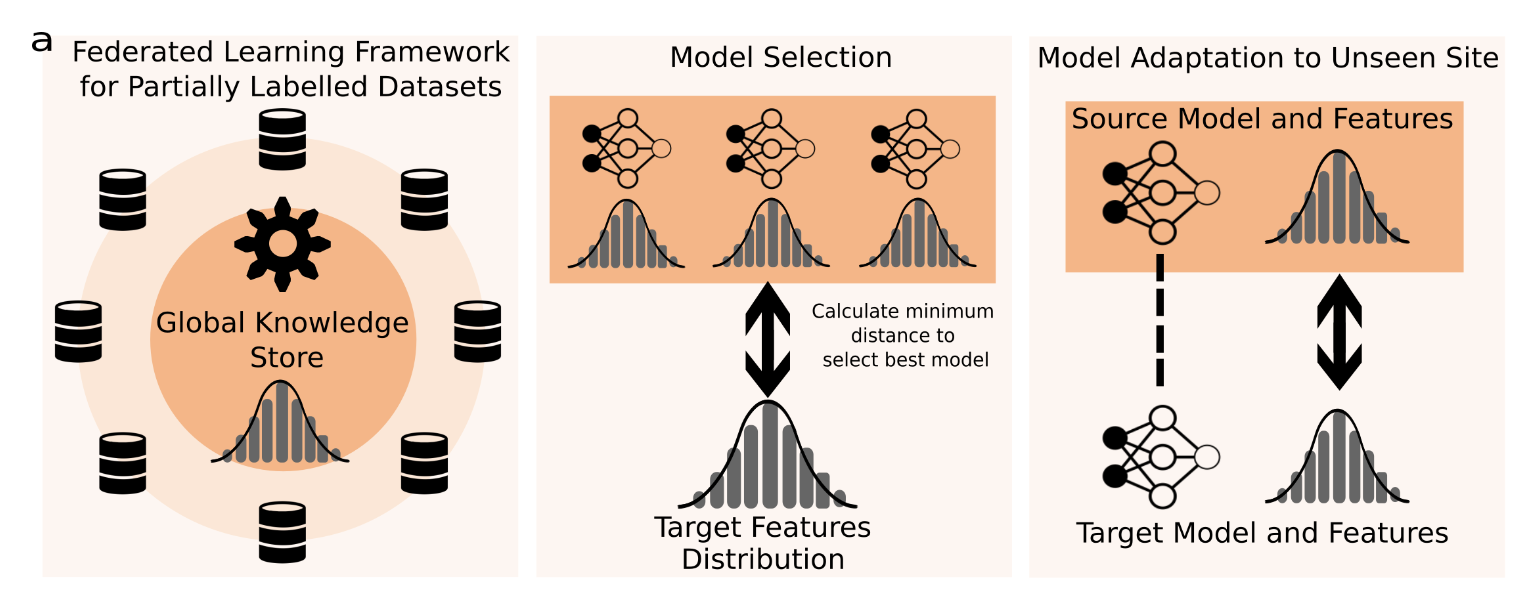 a
Federated Learning Framework
for Partially Labelled Datasets
Global Knowledge
Store
Model Selection
Calculate minimum
distance to
select best model
Target Features
Distribution
Model Adaptation to Unseen Site
Source Model and Features
Target Model and Features